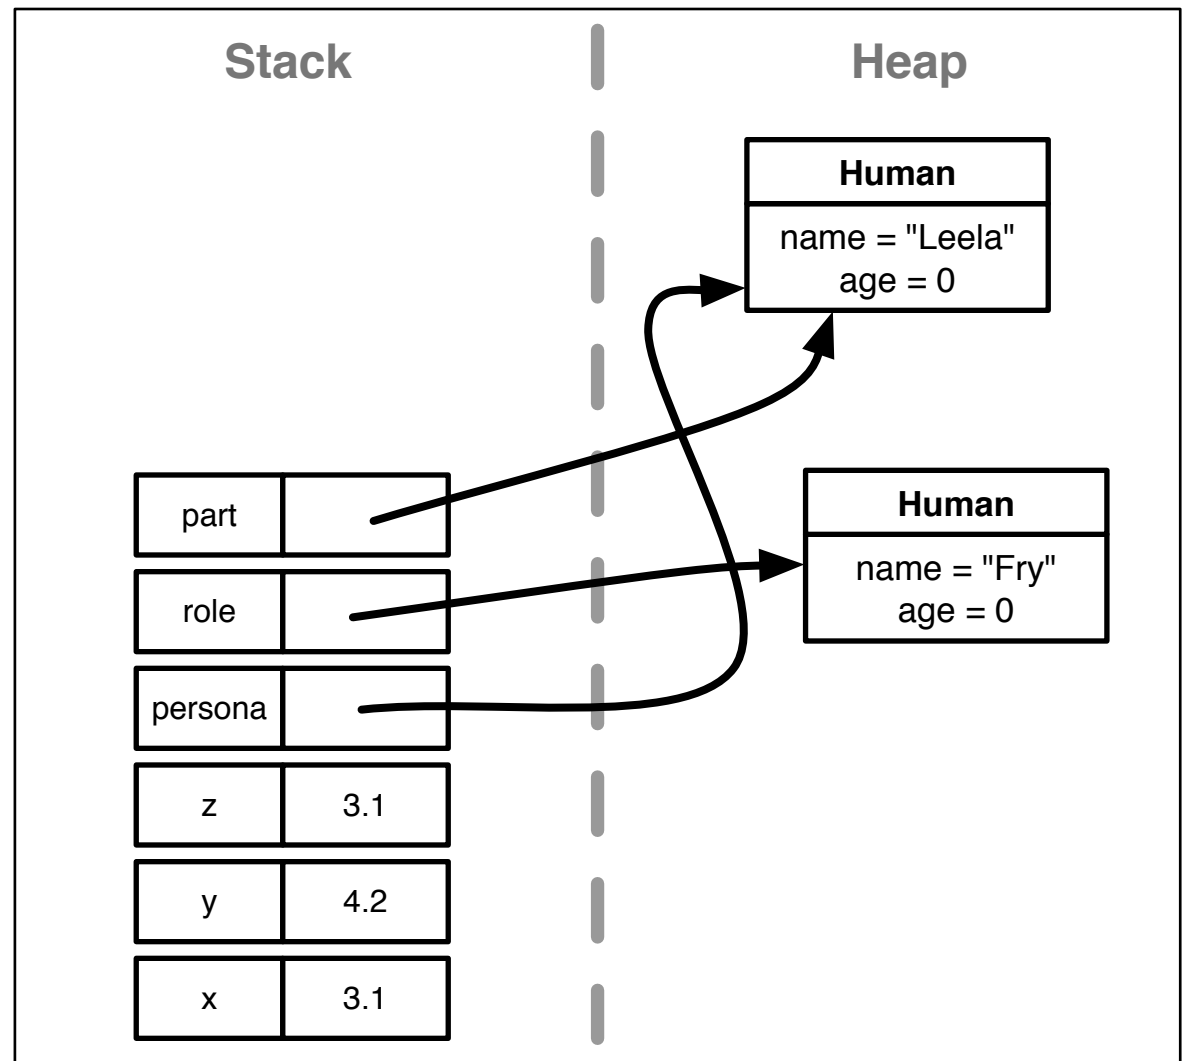 Stack
Heap
Human
name = "Leela"
age = 0
part
Human
name = "Fry"
age = 0
role
persona
z 3.1
y 4.2
x 3.1